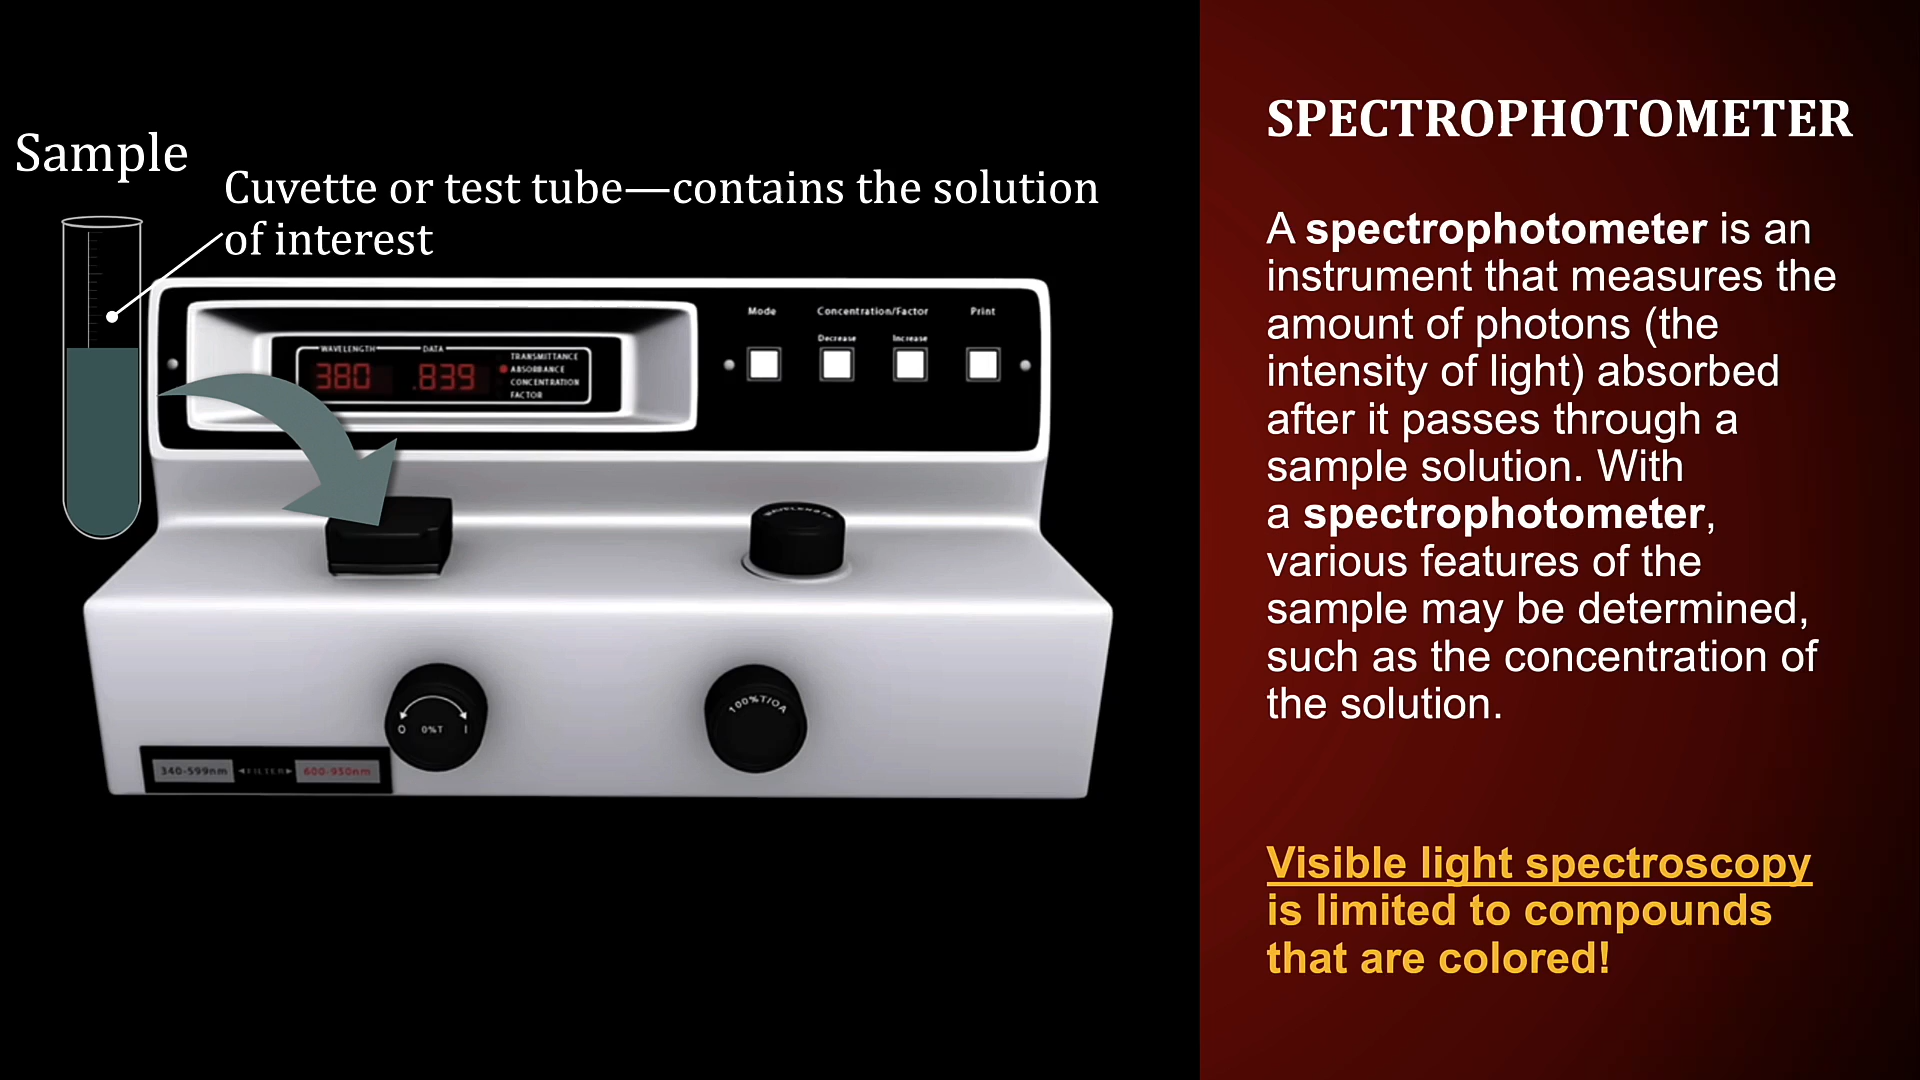 SPECTROPHOTOMETER
Sample
Cuvette or test tube—contains the solution
of interest
Mode
Concentration/Factor
Print
Decrease
Increase
WAVELENGTH
DATA
380
.839
TRANSMITTANCE
ABSORBANCE
CONCENTRATION
FACTOR
WAVELENGTH
O 0%T I
100%T/OA
340-599nm
FILTER
600-950nm
A spectrophotometer is an
instrument that measures the
amount of photons (the
intensity of light) absorbed
after it passes through a
sample solution. With
a spectrophotometer,
various features of the
sample may be determined,
such as the concentration of
the solution.
Visible light spectroscopy
is limited to compounds
that are colored!